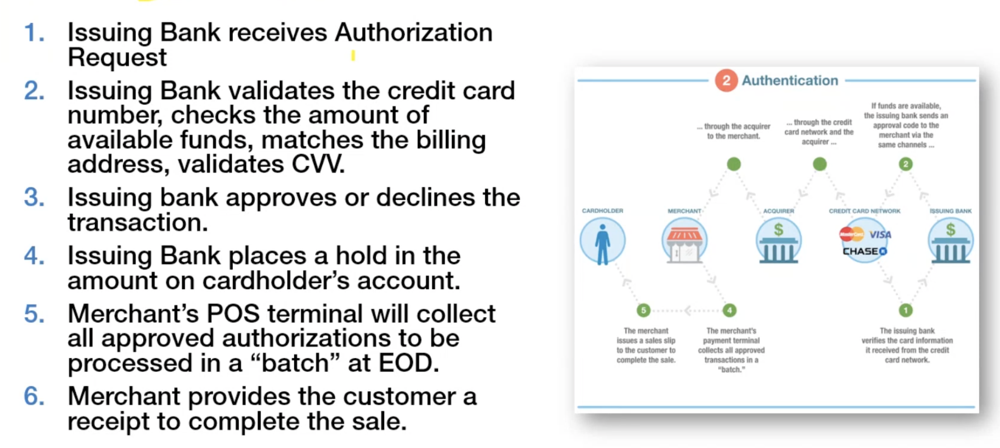 1. Issuing Bank receives Authorization
Request
2. Issuing Bank validates the credit card
number, checks the amount of
available funds, matches the billing
address, validates CVV.
3. Issuing bank approves or declines the
transaction.
4. Issuing Bank places a hold in the
amount on cardholder’s account.
5. Merchant’s POS terminal will collect
all approved authorizations to be
processed in a “batch” at EOD.
6. Merchant provides the customer a
receipt to complete the sale.
2 Authentication
... through the acquirer
to the merchant.
... through the credit
card network and the
acquirer ...
If funds are available,
the issuing bank sends an
approval code to the
merchant via the
same channels ...
2
CARDHOLDER
MERCHANT
ACQUIRER
CREDIT CARD NETWORK
ISSUING BANK
$
MasterCard
VISA
CHASE
$
5
4
1
The merchant
issues a sales slip
to the customer to
complete the sale.
The merchant's
payment terminal
collects all approved
transactions in a
“batch.”
The issuing bank
verifies the card information
it received from the credit
card network.